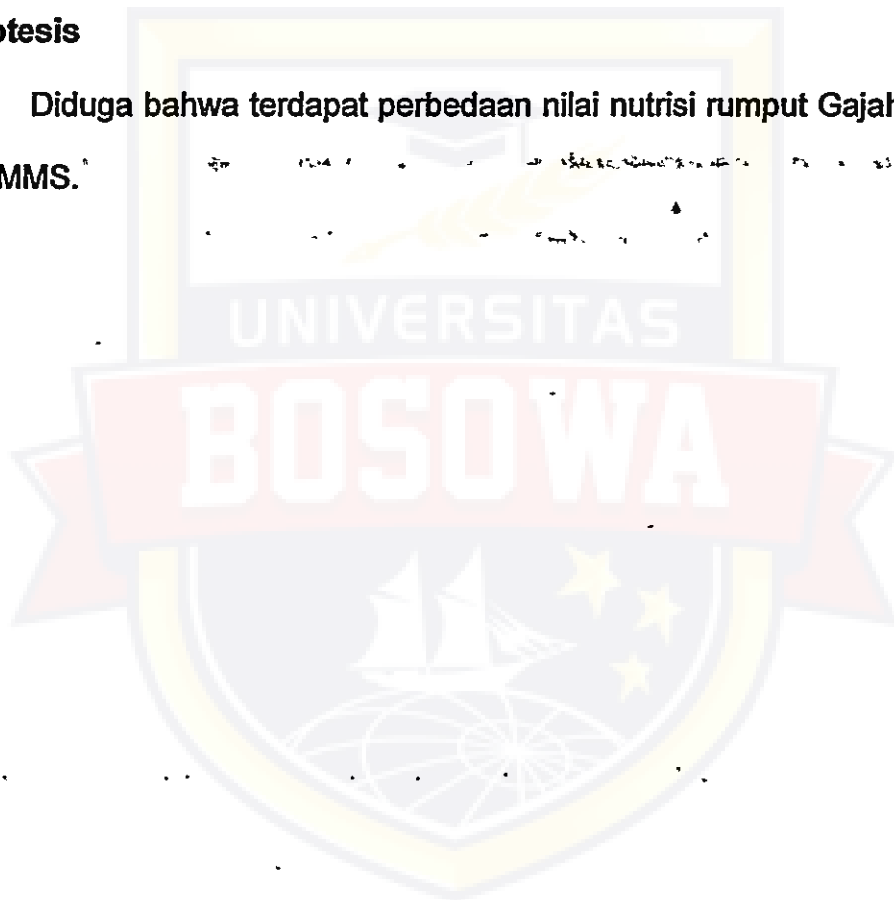 otesis
Diduga bahwa terdapat perbedaan nilai nutrisi rumput Gajah
MMS.
UNIVERSITAS
BOSOWA